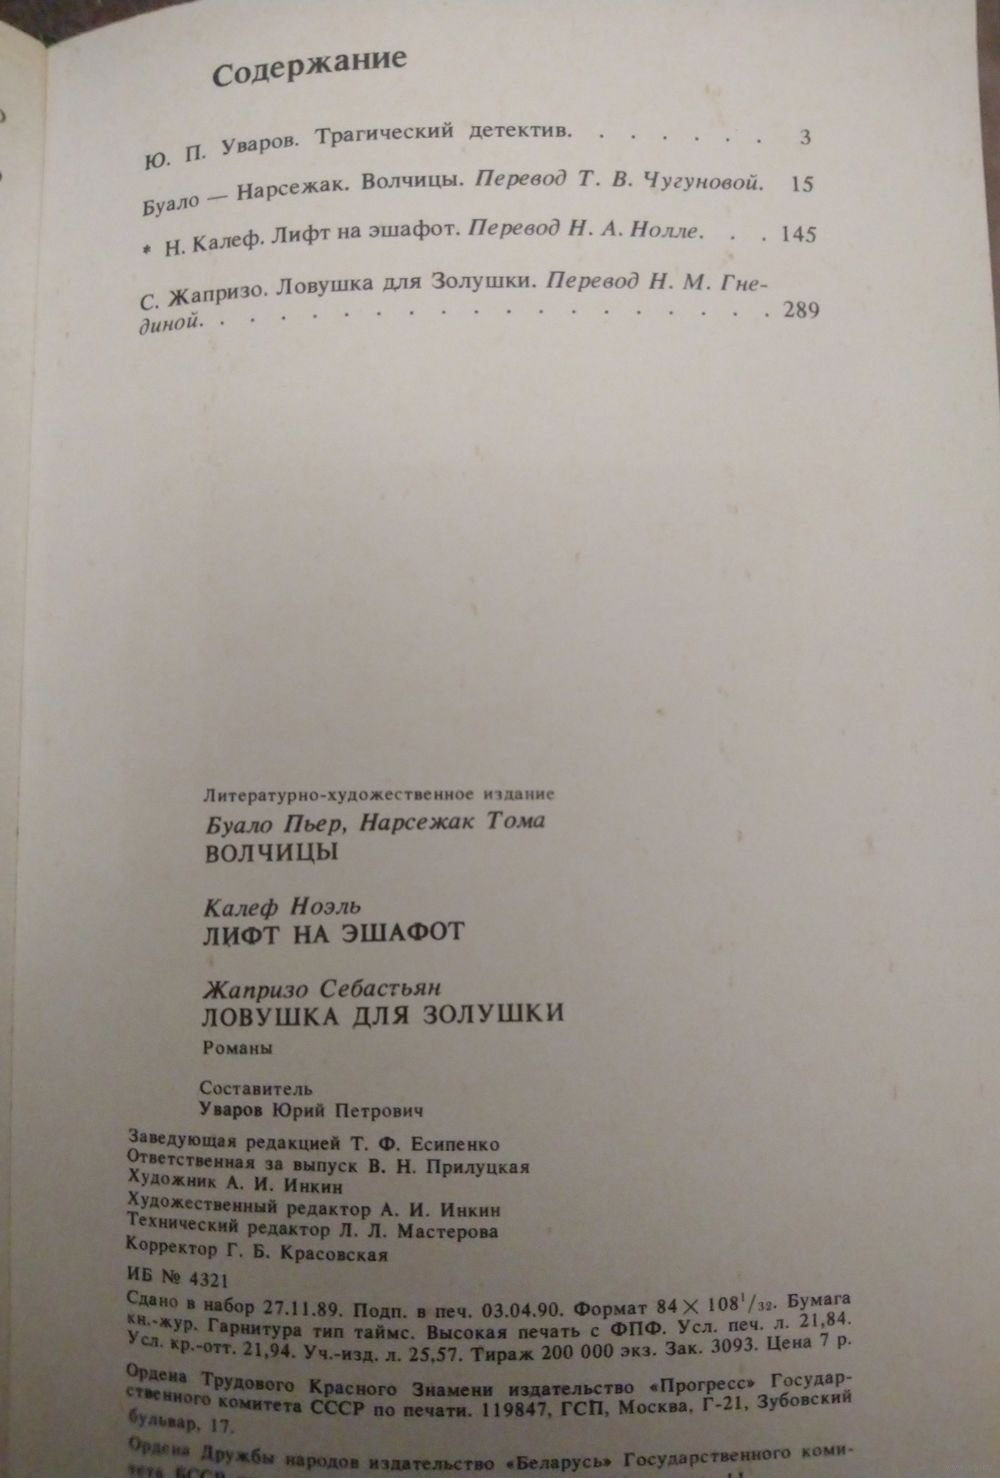 Содержание
Ю. П. Уваров. Трагический детектив. . . . . . . 3
Буало — Нарсежак. Волчицы. Перевод Т. В. Чугуновой. 15
* Н. Калеф. Лифт на эшафот. Перевод Н. А. Нолле. . . 145
С. Жапризо. Ловушка для Золушки. Перевод Н. М. Гне-
диной. . . . . . . . . . . . . . . . . . . 289
Литературно-художественное издание
Буало Пьер, Нарсежак Тома
ВОЛЧИЦЫ
Калеф Ноэль
ЛИФТ НА ЭШАФОТ
Жапризо Себастьян
ЛОВУШКА ДЛЯ ЗОЛУШКИ
Романы
Составитель
Уваров Юрий Петрович
Заведующая редакцией Т. Ф. Есипенко
Ответственная за выпуск В. Н. Прилуцкая
Художник А. И. Инкин
Художественный редактор А. И. Инкин
Технический редактор Л. Л. Мастерова
Корректор Г. Б. Красовская
ИБ № 4321
Сдано в набор 27.11.89. Подп. в печ. 03.04.90. Формат 84×108¹/₃₂. Бумага
кн.-жур. Гарнитура тип таймс. Высокая печать с ФПФ. Усл. печ. л. 21,84.
Усл. кр.-отт. 21,94. Уч.-изд. л. 25,57. Тираж 200 000 экз. Зак. 3093. Цена 7 р.
Ордена Трудового Красного Знамени издательство «Прогресс» Государ-
ственного комитета СССР по печати. 119847, ГСП, Москва, Г-21, Зубовский
бульвар, 17.
Ордена Дружбы народов издательство «Беларусь» Государственного коми-
тета БССР